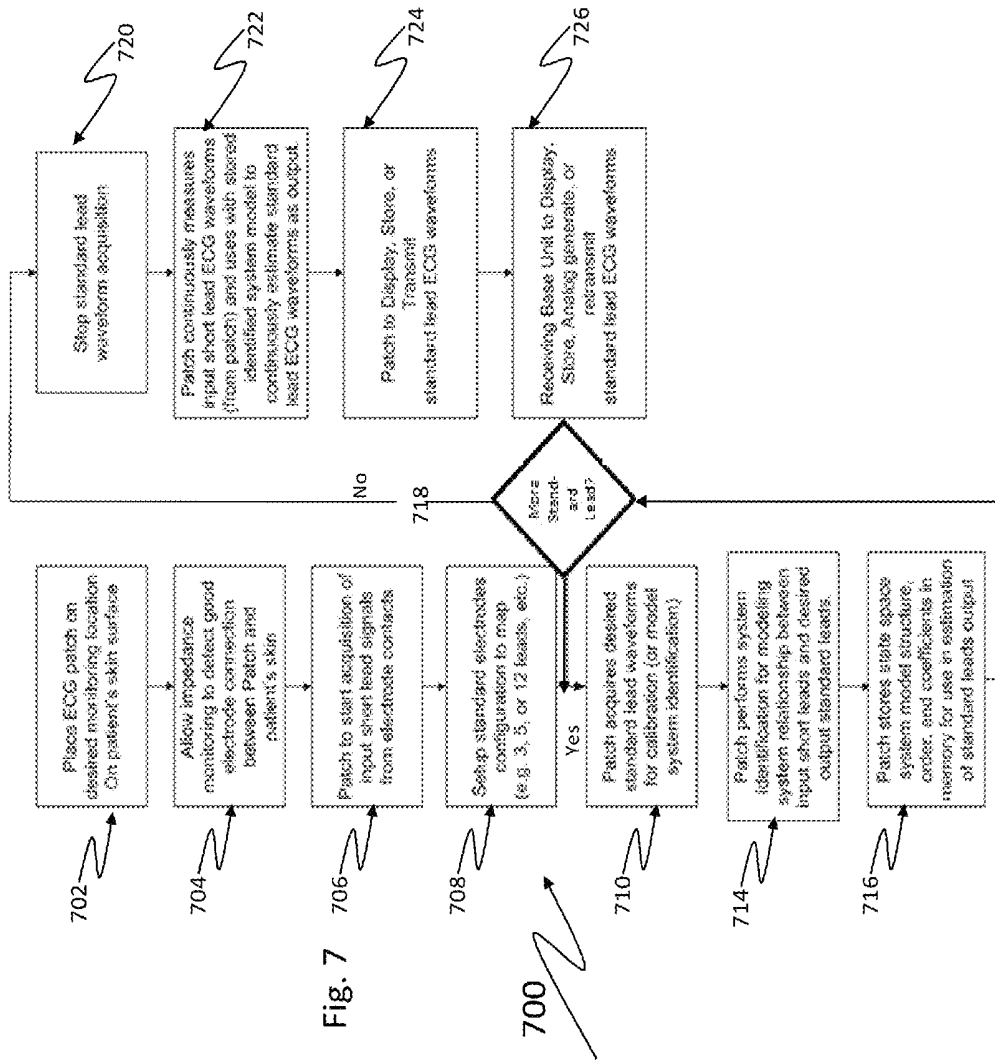 Fig. 7
700
702
Place ECG patch on
desired monitoring location
On patient's skin surface
704
Allow impedance
monitoring to detect good
electrode connection
between Patch and
patient's skin
706
Patch to start acquisition of
input short lead signals
from electrode contacts
708
Setup standard electrodes
configuration to map
(e.g. 3, 5, or 12 leads, etc.)
Yes
710
Patch acquires desired
standard lead waveforms
for calibration (or model
system identification)
714
Patch performs system
identification for modeling
system relationship between
input short leads and desired
output standard leads.
716
Patch stores state space
system model structure,
order, and coefficients in
memory for use in estimation
of standard leads output
More
Stand-
ard
Lead?
718
No
720
Stop standard lead
waveform acquisition
722
Patch continuously measures
input short lead ECG waveforms
(from patch) and uses with stored
identified system model to
continuously estimate standard
lead ECG waveforms as output.
724
Patch to Display, Store, or
Transmit
standard lead ECG waveforms
726
Receiving Base Unit to Display,
Store, Analog generate, or
retransmit
standard lead ECG waveforms